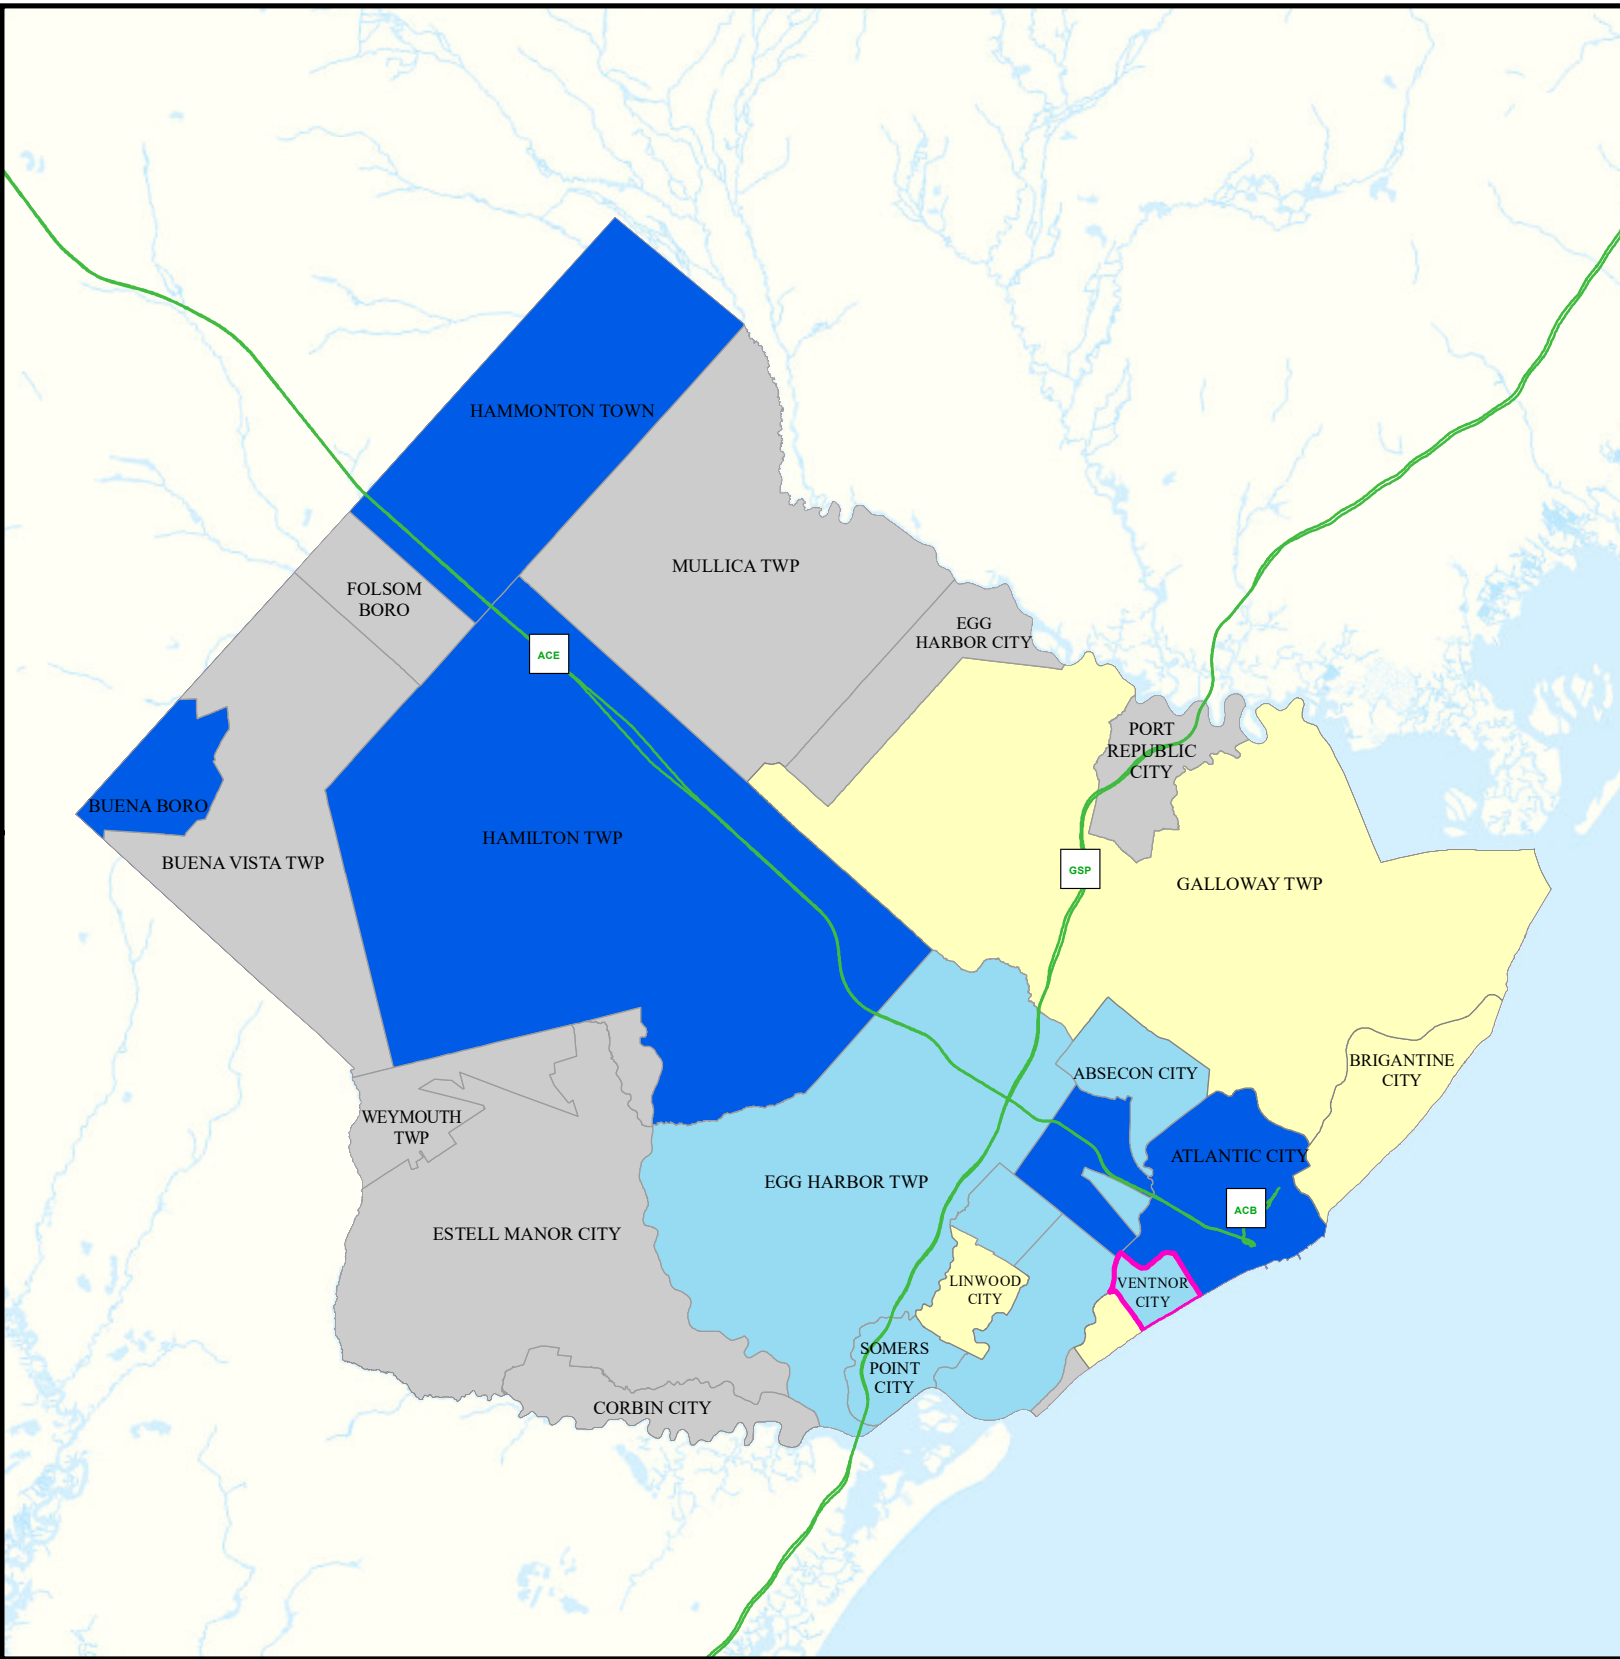 HAMMONTON TOWN
MULLICA TWP
FOLSOM
BORO
EGG
HARBOR CITY
ACE
PORT
REPUBLIC
CITY
BUENA BORO
HAMILTON TWP
BUENA VISTA TWP
GSP
GALLOWAY TWP
BRIGANTINE
CITY
ABSECON CITY
WEYMOUTH
TWP
ATLANTIC CITY
EGG HARBOR TWP
ACB
ESTELL MANOR CITY
LINWOOD
CITY
VENTNOR
CITY
SOMERS
POINT
CITY
CORBIN CITY